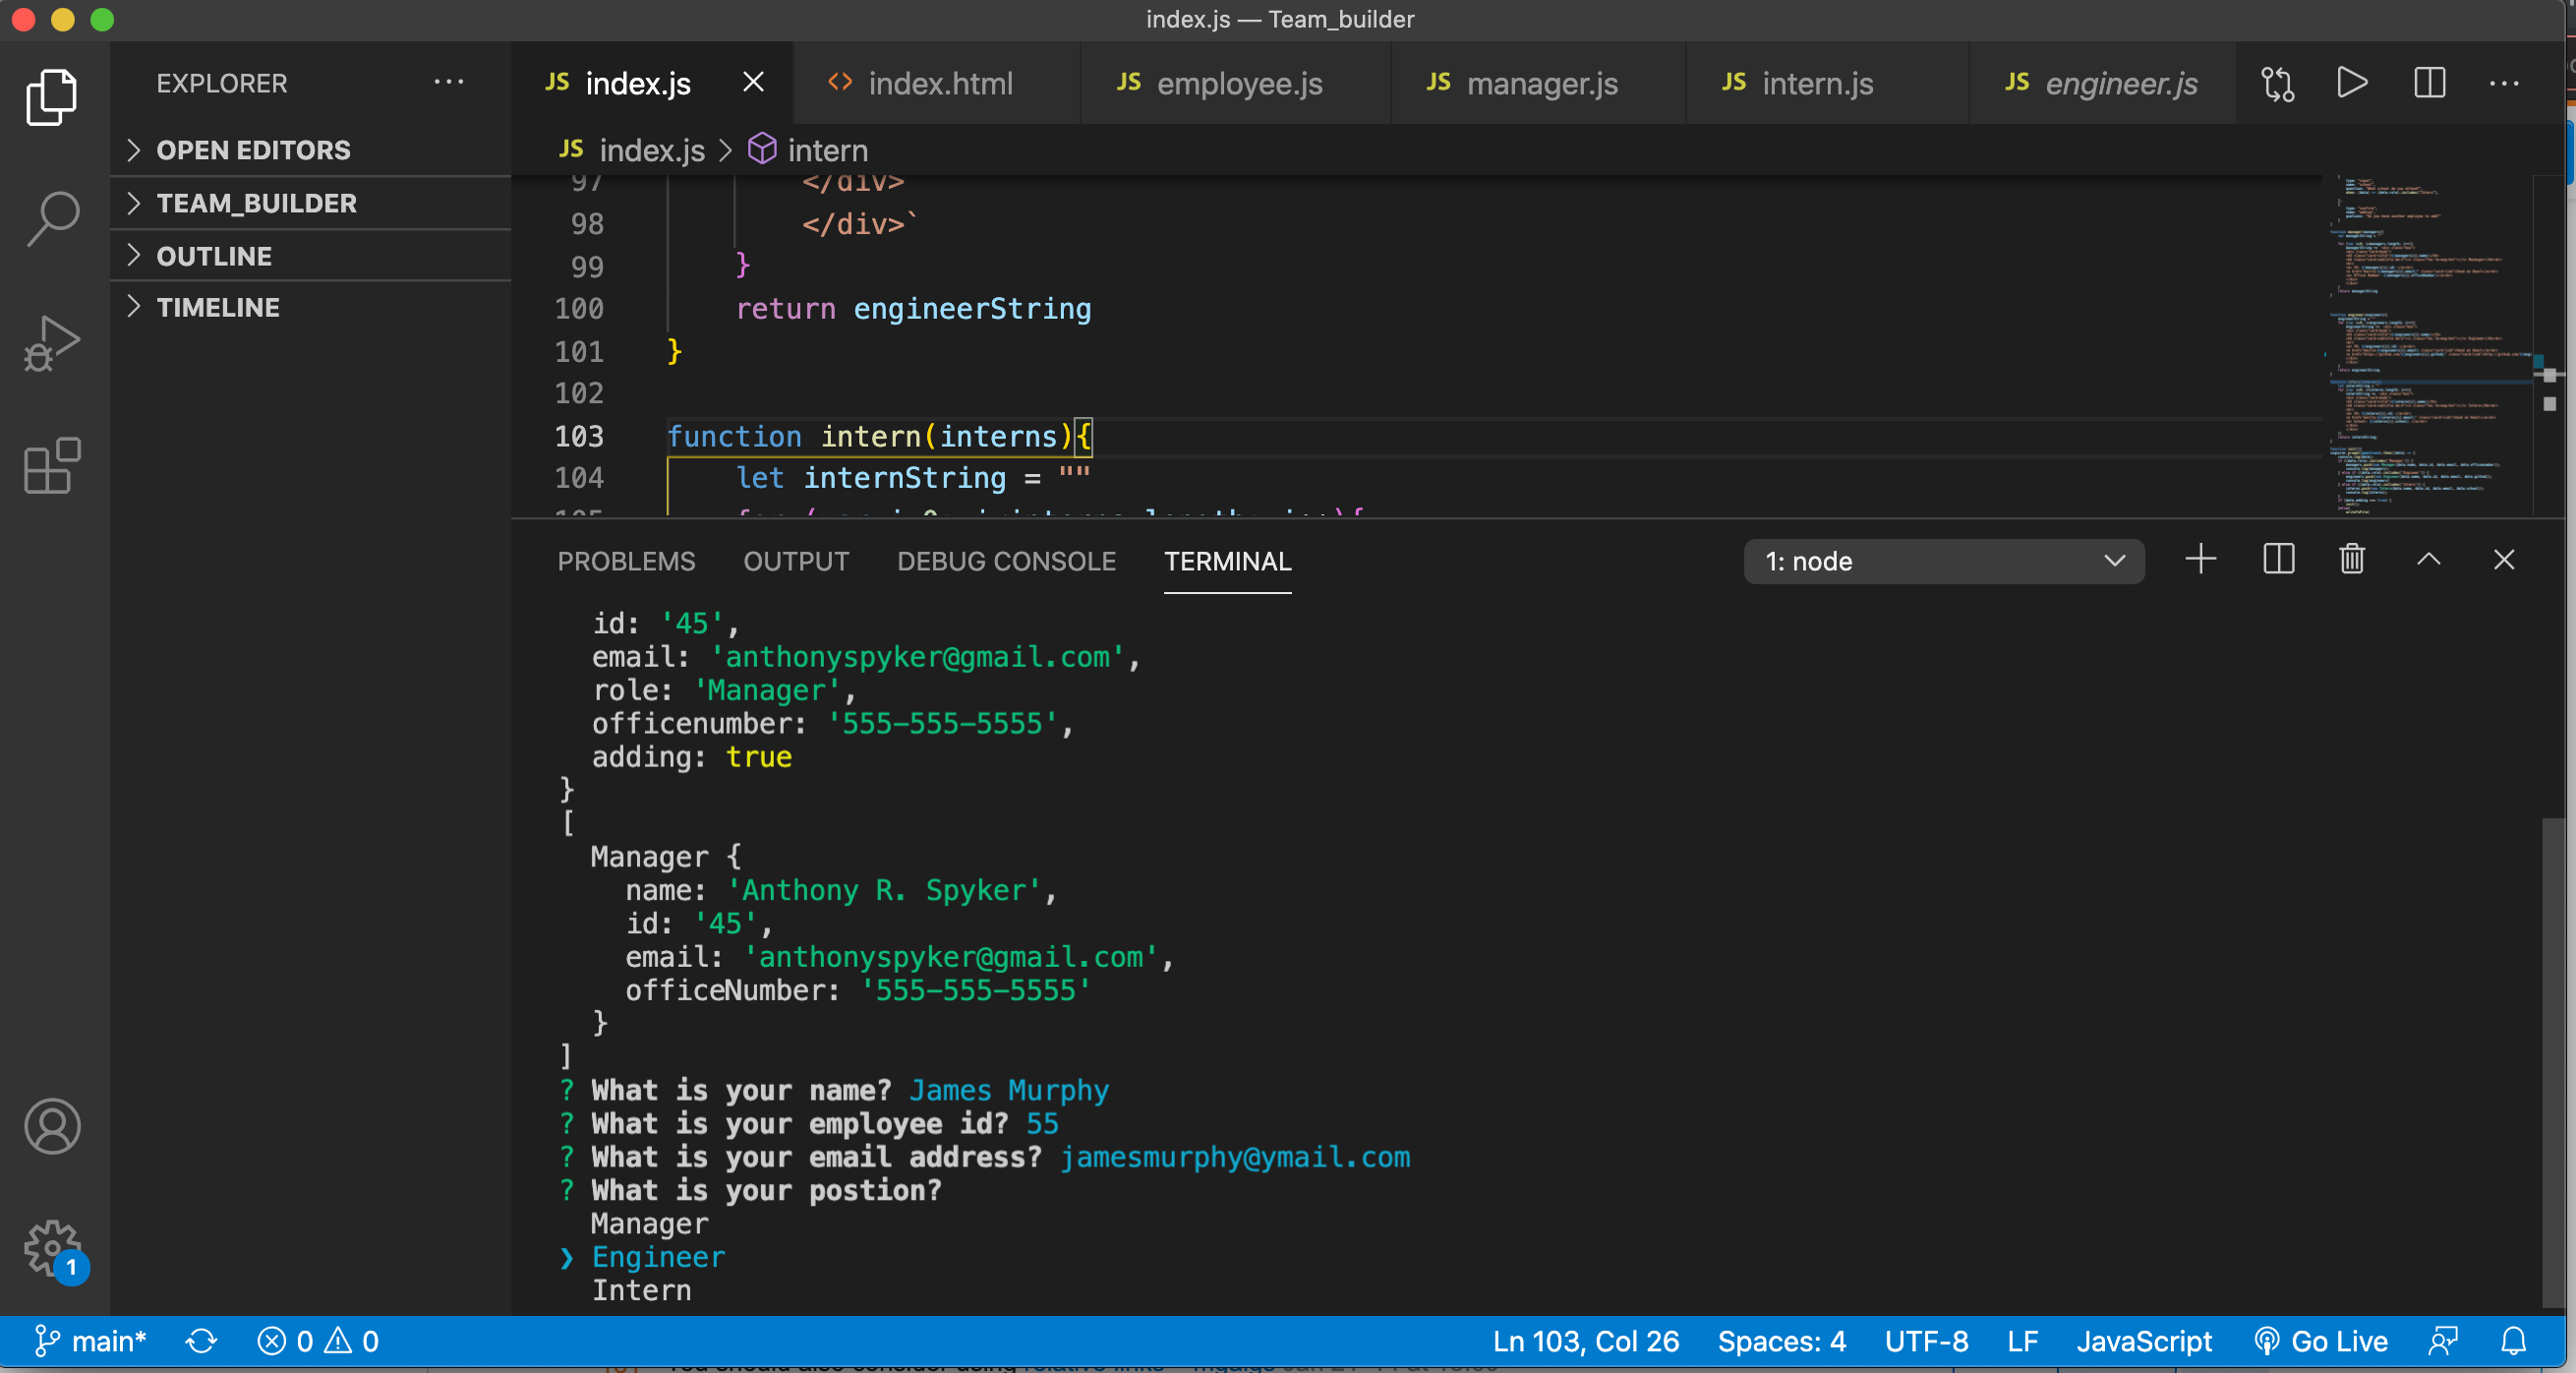 index.js — Team_builder
EXPLORER
OPEN EDITORS
TEAM_BUILDER
OUTLINE
TIMELINE
JS index.js
<> index.html
JS employee.js
JS manager.js
JS intern.js
JS engineer.js
JS index.js > intern
97 </div>
98 </div>`
99 }
100 return engineerString
101 }
102
103 function intern(interns){
104 let internString = ""
PROBLEMS OUTPUT DEBUG CONSOLE TERMINAL 1: node
id: '45',
email: 'anthonyspyker@gmail.com',
role: 'Manager',
officenumber: '555-555-5555',
adding: true
}
[
Manager {
name: 'Anthony R. Spyker',
id: '45',
email: 'anthonyspyker@gmail.com',
officeNumber: '555-555-5555'
}
]
? What is your name? James Murphy
? What is your employee id? 55
? What is your email address? jamesmurphy@ymail.com
? What is your postion?
Manager
❯ Engineer
Intern
1
main* 0 0 Ln 103, Col 26 Spaces: 4 UTF-8 LF JavaScript Go Live